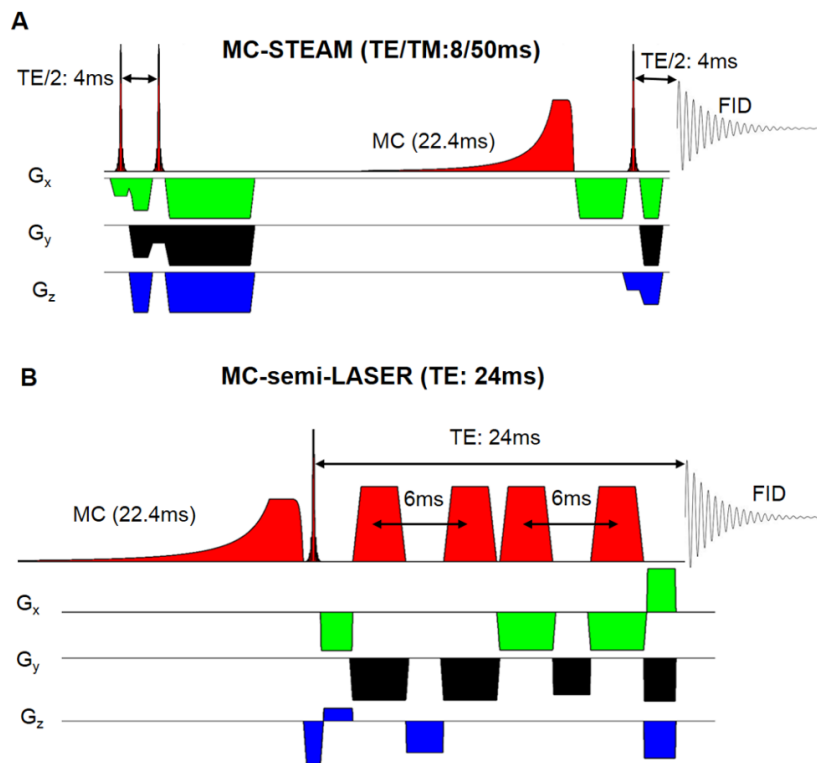 A
MC-STEAM (TE/TM:8/50ms)
TE/2: 4ms
TE/2: 4ms
FID
MC (22.4ms)
Gx
Gy
Gz
B
MC-semi-LASER (TE: 24ms)
TE: 24ms
MC (22.4ms)
6ms
6ms
FID
Gx
Gy
Gz